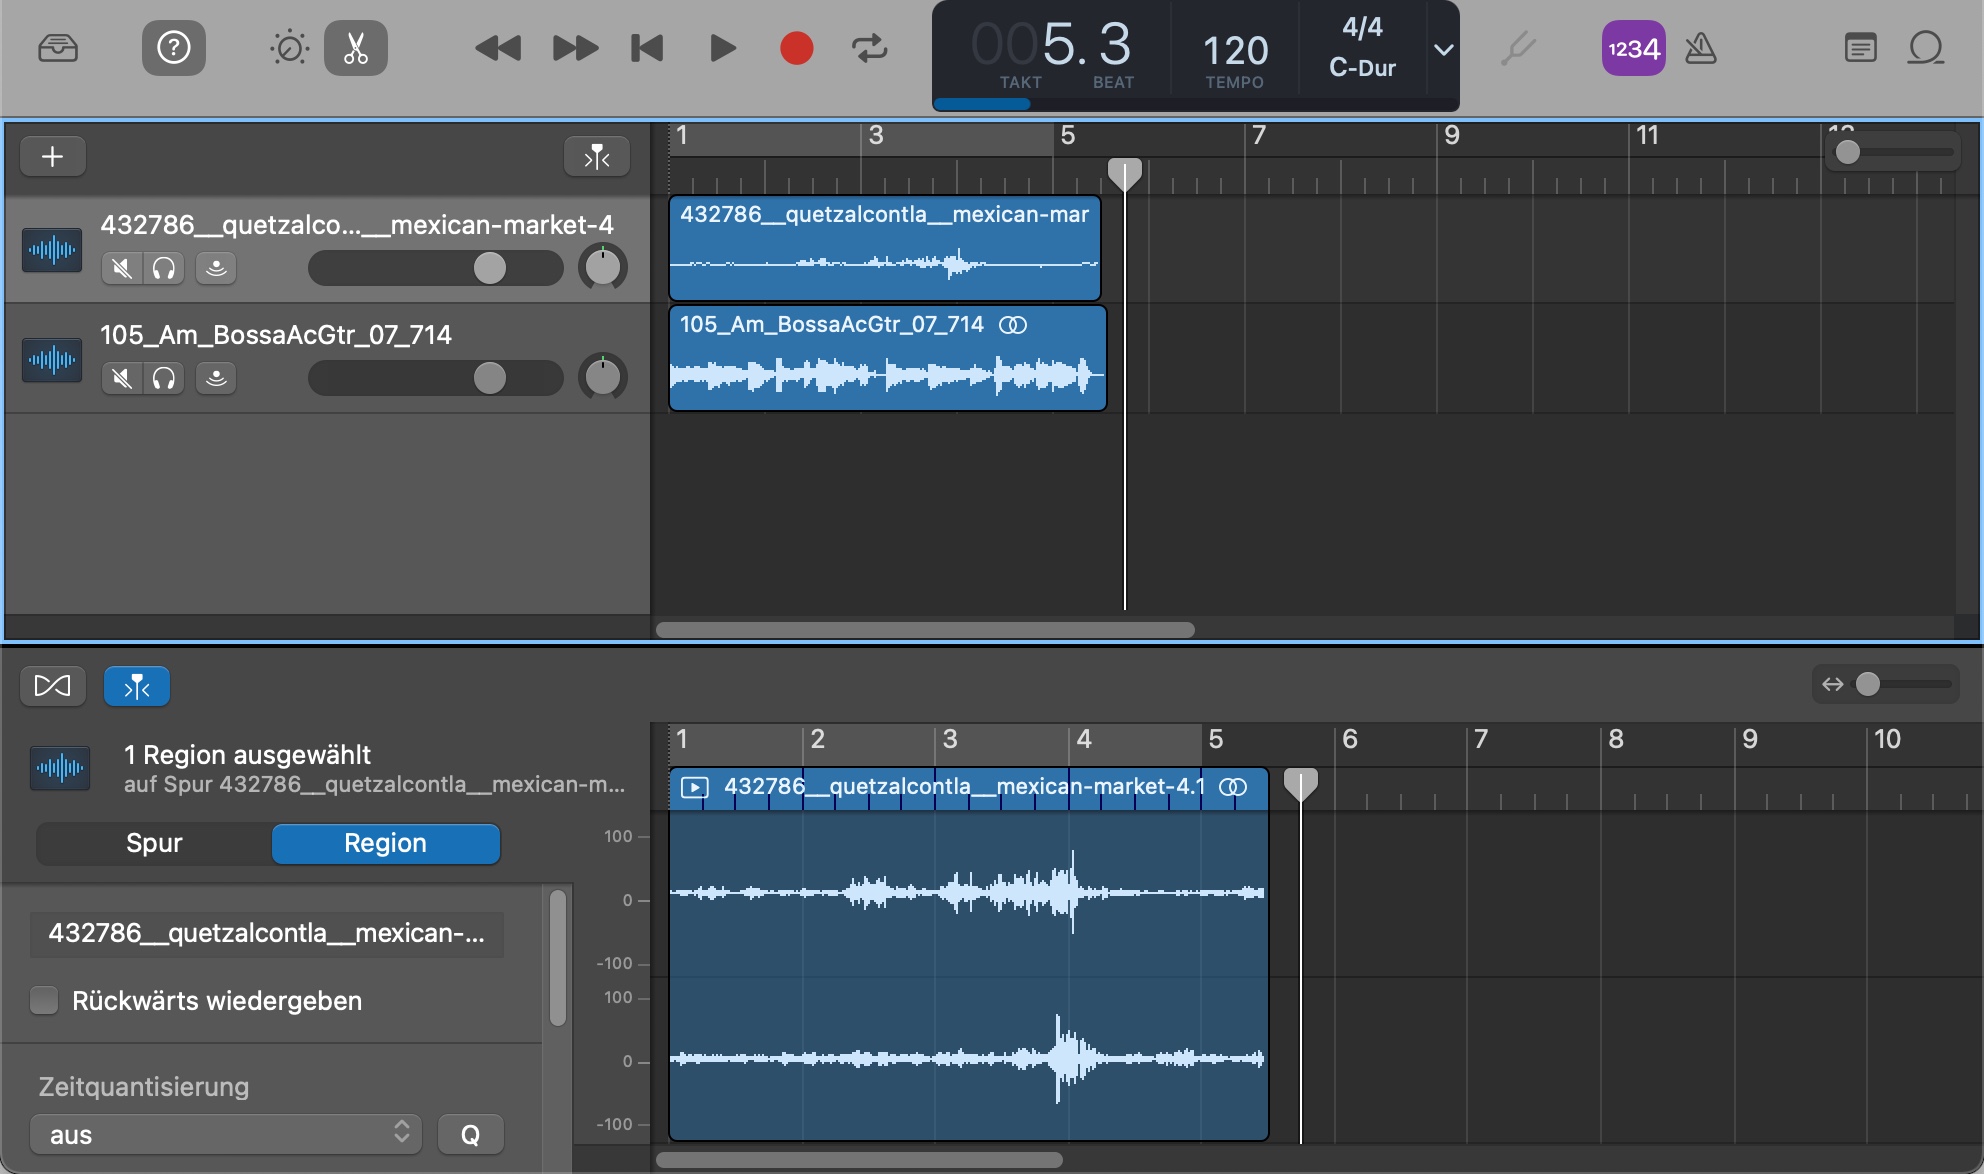 005. 3
120
4/4
C-Dur
TAKT
BEAT
TEMPO
1234
1
3
5
7
9
11
432786__quetzalco...__mexican-market-4
432786__quetzalcontla__mexican-mar
105_Am_BossaAcGtr_07_714
105_Am_BossaAcGtr_07_714
1
2
3
4
5
6
7
8
9
10
1 Region ausgewählt
auf Spur 432786__quetzalcontla__mexican-m...
432786__quetzalcontla__mexican-market-4.1
Spur
Region
100
0
-100
100
0
-100
432786__quetzalcontla__mexican-...
Rückwärts wiedergeben
Zeitquantisierung
aus
Q